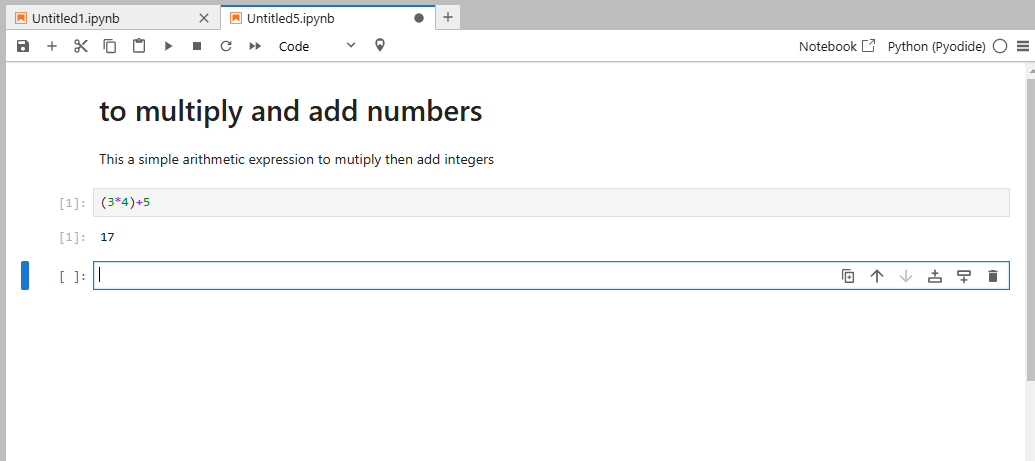 Untitled1.ipynb
Untitled5.ipynb
Code
Notebook
Python (Pyodide)
to multiply and add numbers
This a simple arithmetic expression to mutiply then add integers
[1]: (3*4)+5
[1]: 17
[ ]: